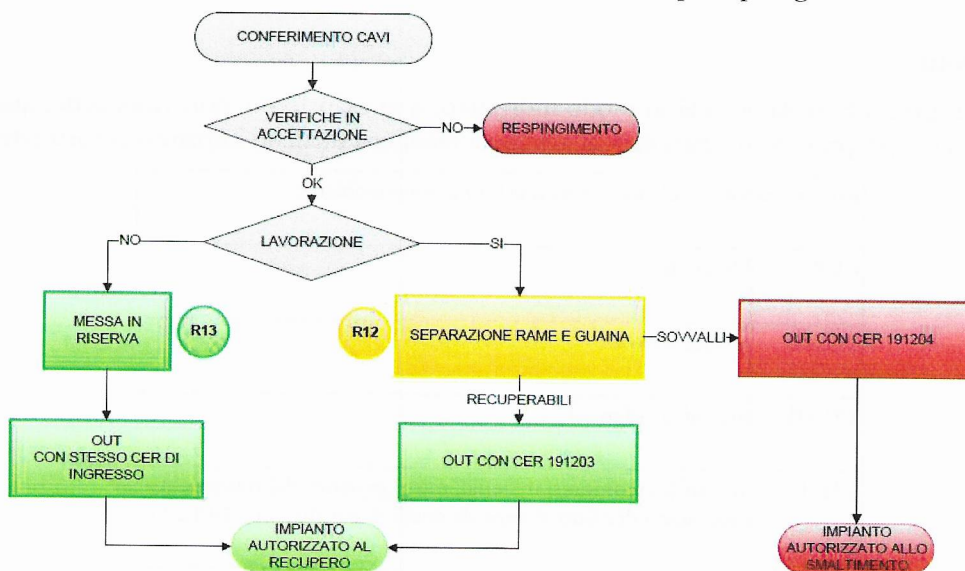 CONFERIMENTO CAVI
VERIFICHE IN
ACCETTAZIONE
NO
RESPINGIMENTO
OK
LAVORAZIONE
NO
SI
MESSA IN
RISERVA
R13
R12
SEPARAZIONE RAME E GUAINA
SOVVALLI
OUT CON CER 191204
RECUPERABILI
OUT
CON STESSO CER DI
INGRESSO
OUT CON CER 191203
IMPIANTO
AUTORIZZATO AL
RECUPERO
IMPIANTO
AUTORIZZATO ALLO
SMALTIMENTO